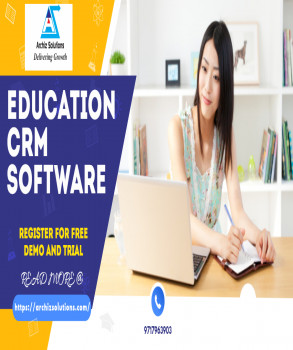 Archiz Solutions
Delivering Growth
EDUCATION
CRM
SOFTWARE
REGISTER FOR FREE
DEMO AND TRIAL
READ MORE @
https://archizsolutions.com/
9717963903